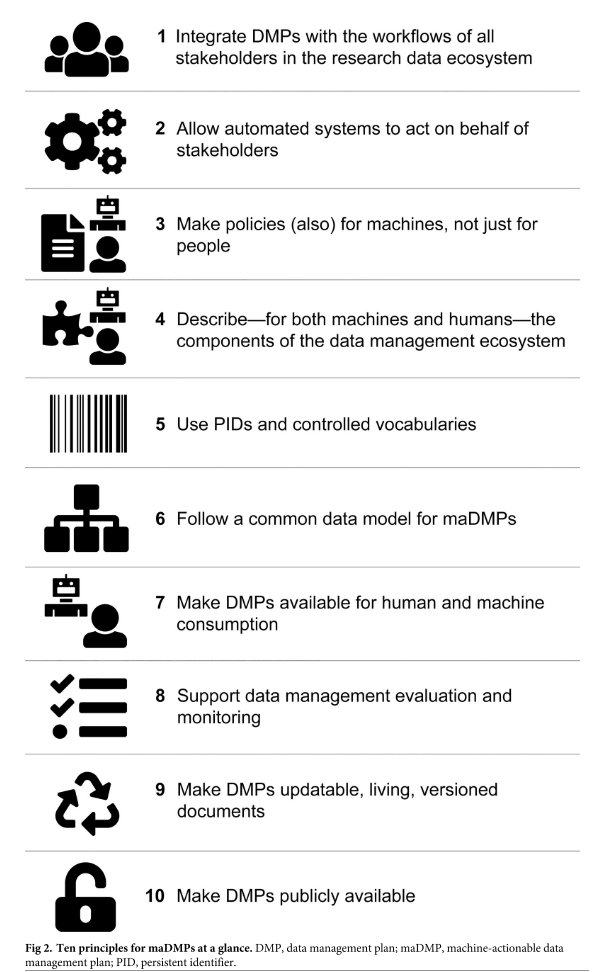 1 Integrate DMPs with the workflows of all
stakeholders in the research data ecosystem
2 Allow automated systems to act on behalf of
stakeholders
3 Make policies (also) for machines, not just for
people
4 Describe—for both machines and humans—the
components of the data management ecosystem
5 Use PIDs and controlled vocabularies
6 Follow a common data model for maDMPs
7 Make DMPs available for human and machine
consumption
8 Support data management evaluation and
monitoring
9 Make DMPs updatable, living, versioned
documents
10 Make DMPs publicly available
Fig 2. Ten principles for maDMPs at a glance. DMP, data management plan; maDMP, machine-actionable data
management plan; PID, persistent identifier.